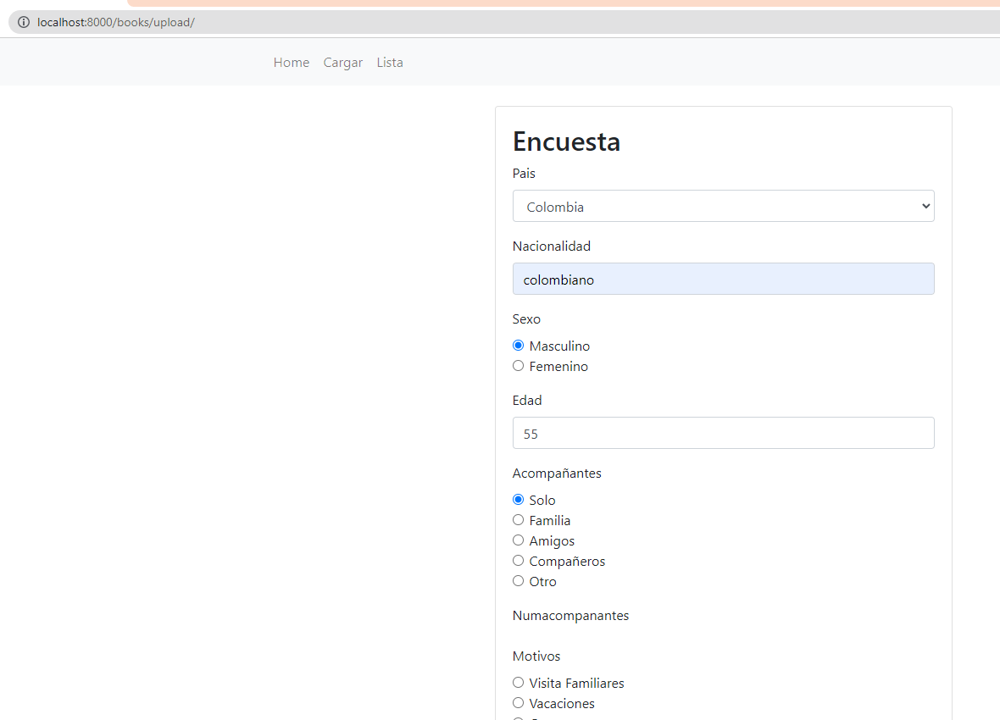 localhost:8000/books/upload/
Home Cargar Lista
Encuesta
Pais
Colombia
Nacionalidad
colombiano
Sexo
Masculino
Femenino
Edad
55
Acompañantes
Solo
Familia
Amigos
Compañeros
Otro
Numacompanantes
Motivos
Visita Familiares
Vacaciones